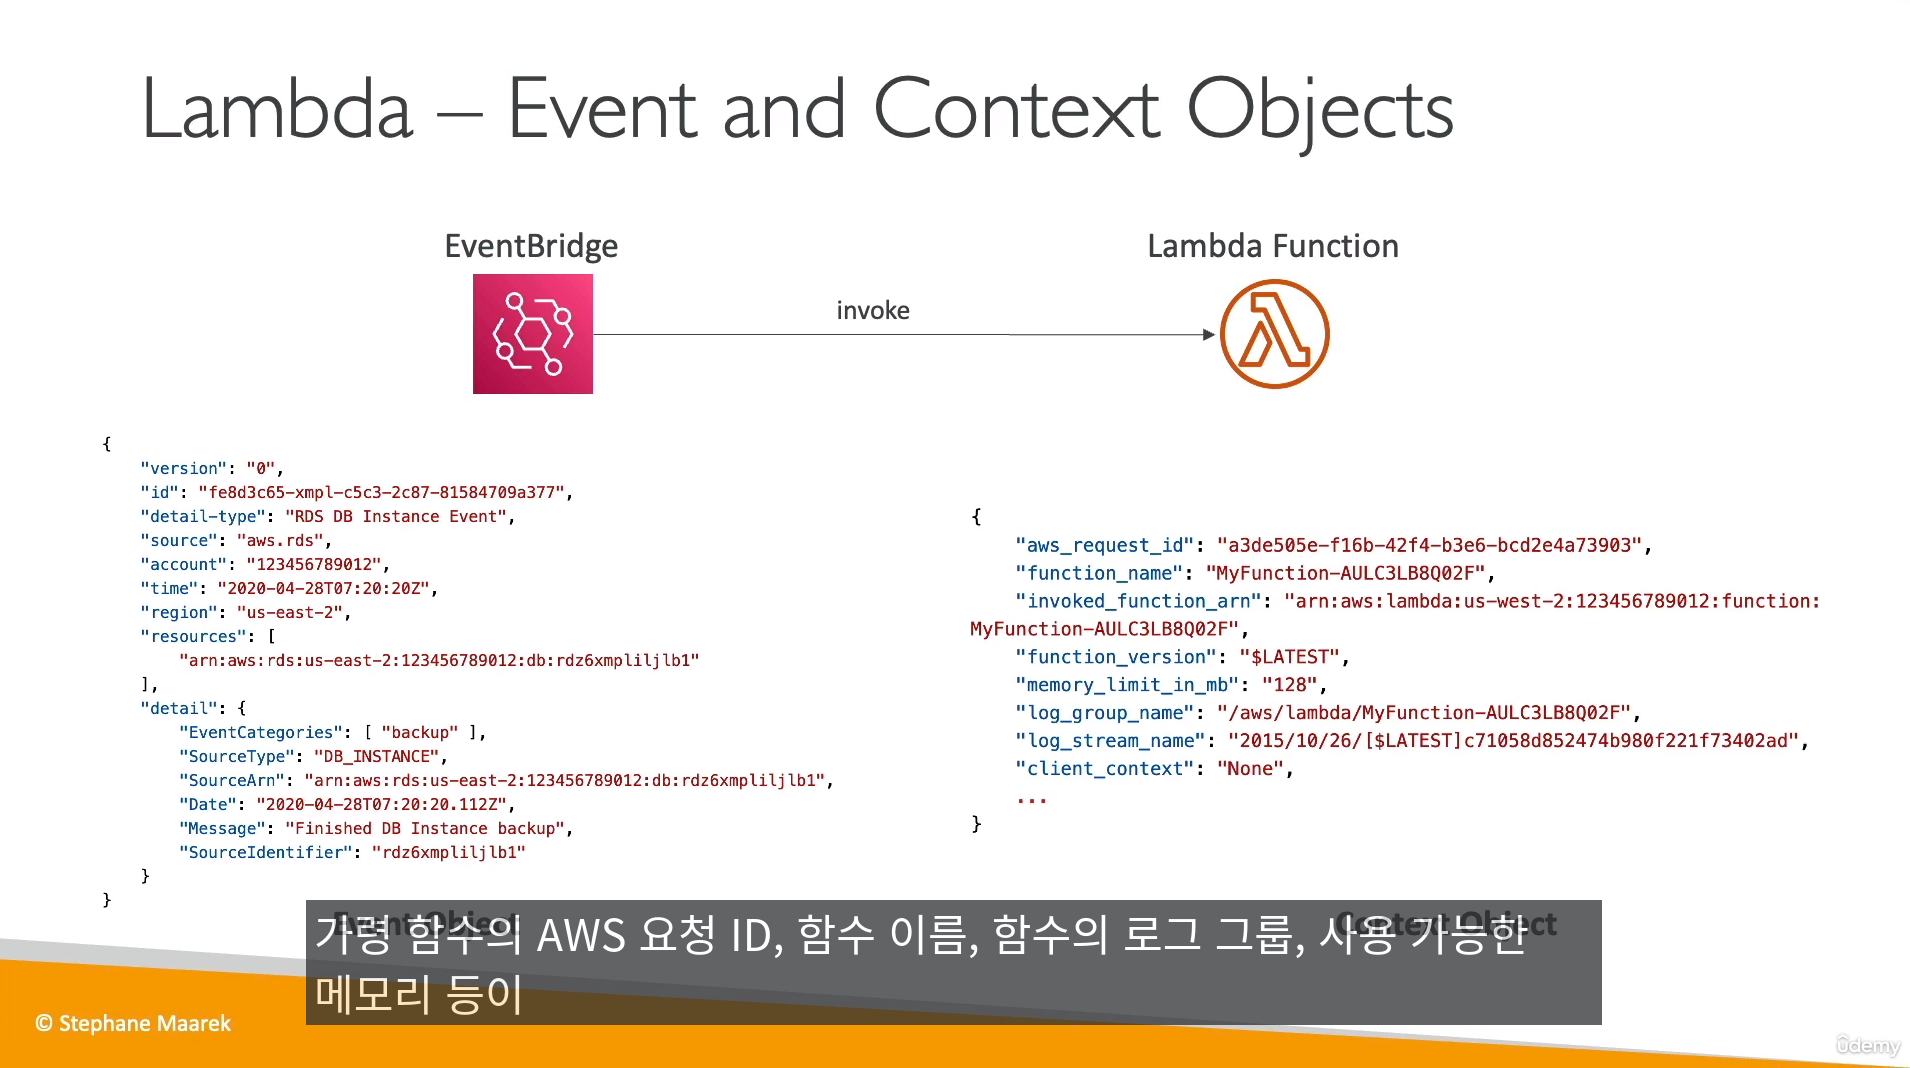 Lambda – Event and Context Objects
EventBridge
Lambda Function
invoke
{
"version": "0",
"id": "fe8d3c65-xmpl-c5c3-2c87-81584709a377",
"detail-type": "RDS DB Instance Event",
"source": "aws.rds",
"account": "123456789012",
"time": "2020-04-28T07:20:20Z",
"region": "us-east-2",
"resources": [
"arn:aws:rds:us-east-2:123456789012:db:rdz6xmpliljlb1"
],
"detail": {
"EventCategories": [ "backup" ],
"SourceType": "DB_INSTANCE",
"SourceArn": "arn:aws:rds:us-east-2:123456789012:db:rdz6xmpliljlb1",
"Date": "2020-04-28T07:20:20.112Z",
"Message": "Finished DB Instance backup",
"SourceIdentifier": "rdz6xmpliljlb1"
}
}
Event Object
{
"aws_request_id": "a3de505e-f16b-42f4-b3e6-bcd2e4a73903",
"function_name": "MyFunction-AULC3LB8Q02F",
"invoked_function_arn": "arn:aws:lambda:us-west-2:123456789012:function:
MyFunction-AULC3LB8Q02F",
"function_version": "$LATEST",
"memory_limit_in_mb": "128",
"log_group_name": "/aws/lambda/MyFunction-AULC3LB8Q02F",
"log_stream_name": "2015/10/26/[$LATEST]c71058d852474b980f221f73402ad",
"client_context": "None",
...
}
Context Object
가령 함수의 AWS 요청 ID, 함수 이름, 함수의 로그 그룹, 사용 가능한
메모리 등이
© Stephane Maarek
ûdemy